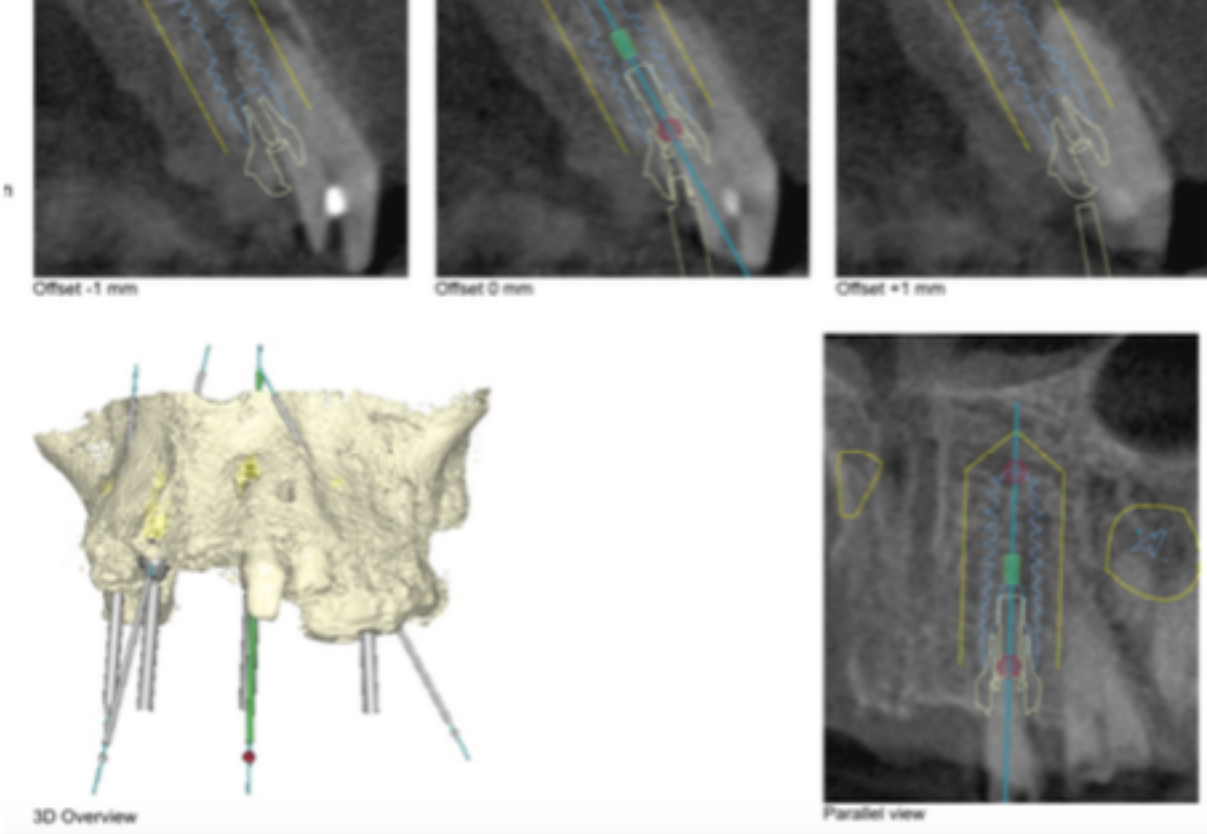 n
Offset -1 mm
Offset 0 mm
Offset +1 mm
3D Overview
Parallel view